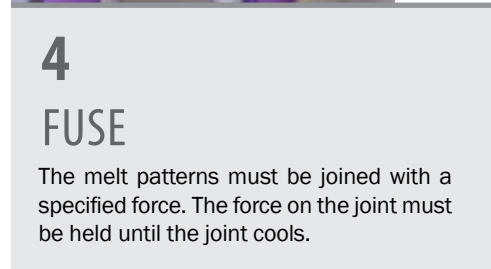 4
FUSE
The melt patterns must be joined with a
specified force. The force on the joint must
be held until the joint cools.